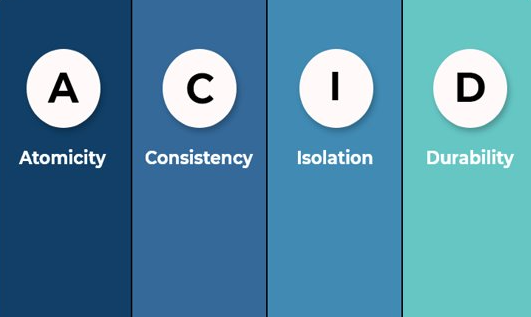 A
C
I
D
Atomicity
Consistency
Isolation
Durability